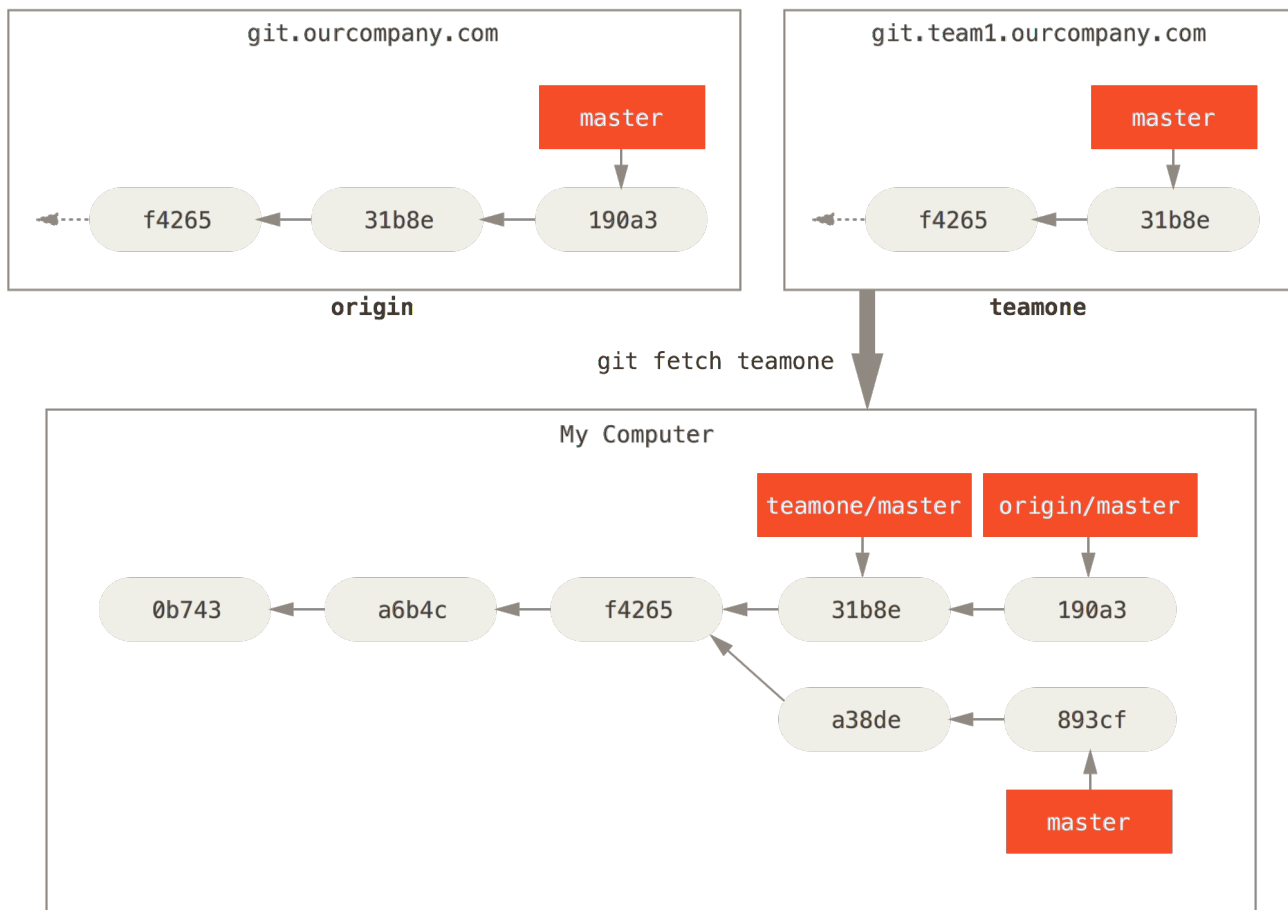 git.ourcompany.com
git.team1.ourcompany.com
master
master
f4265
31b8e
190a3
f4265
31b8e
origin
teamone
git fetch teamone
My Computer
teamone/master
origin/master
0b743
a6b4c
f4265
31b8e
190a3
a38de
893cf
master